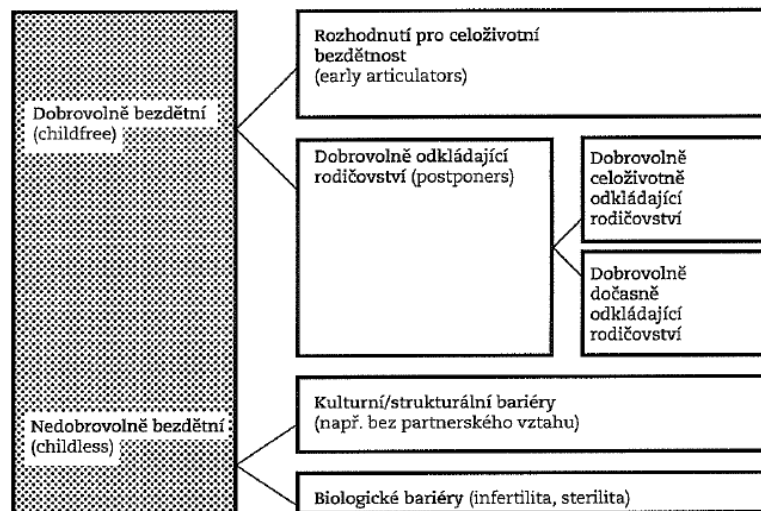 Rozhodnutí pro celoživotní
bezdětnost
(early articulators)
Dobrovolně bezdětní
(childfree)
Dobrovolně odkládající
rodičovství (postponers)
Dobrovolně
celoživotně
odkládající
rodičovství
Dobrovolně
dočasně
odkládající
rodičovství
Nedobrovolně bezdětní
(childless)
Kulturní/strukturální bariéry
(např. bez partnerského vztahu)
Biologické bariéry (infertilita, sterilita)